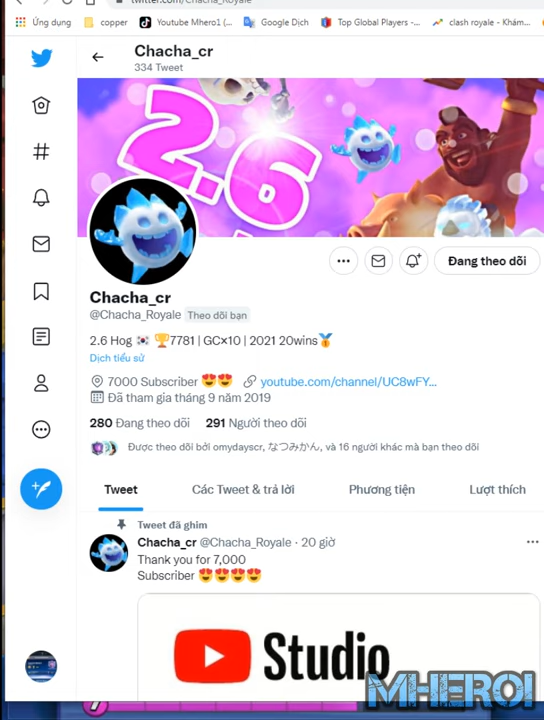 twitter.com/Chacha_Royale
Ứng dụng copper Youtube Mhero1 (... Google Dịch Top Global Players -... clash royale - Khám...
Chacha_cr
334 Tweet
2.6
Đang theo dõi
Chacha_cr
@Chacha_Royale Theo dõi bạn
2.6 Hog 🇰🇷 🏆7781 | GC×10 | 2021 20wins🥇
Dịch tiểu sử
7000 Subscriber 😍😍 youtube.com/channel/UC8wFY...
Đã tham gia tháng 9 năm 2019
280 Đang theo dõi 291 Người theo dõi
Được theo dõi bởi omydayscr, なつみかん, và 16 người khác mà bạn theo dõi
Tweet Các Tweet & trả lời Phương tiện Lượt thích
Tweet đã ghim
Chacha_cr @Chacha_Royale · 20 giờ
Thank you for 7,000
Subscriber 😍😍😍😍
Studio
MHERO!